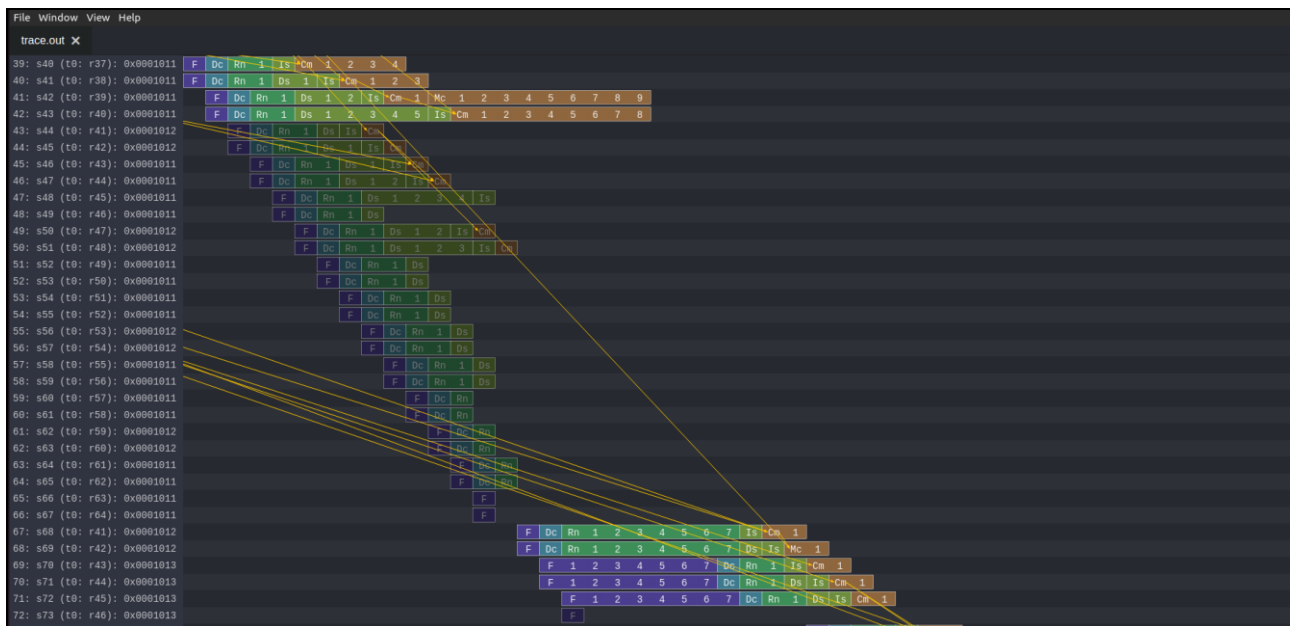 File Window View Help
trace.out ✕
39: s40 (t0: r37): 0x0001011 F Dc Rn 1 Is Cm 1 2 3 4
40: s41 (t0: r38): 0x0001011 F Dc Rn 1 Ds 1 Is Cm 1 2 3
41: s42 (t0: r39): 0x0001011 F Dc Rn 1 Ds 1 2 Is Cm 1 Mc 1 2 3 4 5 6 7 8 9
42: s43 (t0: r40): 0x0001011 F Dc Rn 1 Ds 1 2 3 4 5 Is Cm 1 2 3 4 5 6 7 8
43: s44 (t0: r41): 0x0001012 F Dc Rn 1 Ds Is Cm
44: s45 (t0: r42): 0x0001012 F Dc Rn 1 Ds 1 Is Cm
45: s46 (t0: r43): 0x0001011 F Dc Rn 1 Ds 1 Is Cm
46: s47 (t0: r44): 0x0001011 F Dc Rn 1 Ds 1 2 Is Cm
47: s48 (t0: r45): 0x0001011 F Dc Rn 1 Ds 1 2 3 4 Is
48: s49 (t0: r46): 0x0001011 F Dc Rn 1 Ds
49: s50 (t0: r47): 0x0001012 F Dc Rn 1 Ds 1 2 Is Cm
50: s51 (t0: r48): 0x0001012 F Dc Rn 1 Ds 1 2 3 Is Cm
51: s52 (t0: r49): 0x0001011 F Dc Rn 1 Ds
52: s53 (t0: r50): 0x0001011 F Dc Rn 1 Ds
53: s54 (t0: r51): 0x0001011 F Dc Rn 1 Ds
54: s55 (t0: r52): 0x0001011 F Dc Rn 1 Ds
55: s56 (t0: r53): 0x0001012 F Dc Rn 1 Ds
56: s57 (t0: r54): 0x0001012 F Dc Rn 1 Ds
57: s58 (t0: r55): 0x0001011 F Dc Rn 1 Ds
58: s59 (t0: r56): 0x0001011 F Dc Rn 1 Ds
59: s60 (t0: r57): 0x0001011 F Dc Rn
60: s61 (t0: r58): 0x0001011 F Dc Rn
61: s62 (t0: r59): 0x0001012 F Dc Rn
62: s63 (t0: r60): 0x0001012 F Dc Rn
63: s64 (t0: r61): 0x0001011 F Dc Rn
64: s65 (t0: r62): 0x0001011 F Dc Rn
65: s66 (t0: r63): 0x0001011 F
66: s67 (t0: r64): 0x0001011 F
67: s68 (t0: r41): 0x0001012 F Dc Rn 1 2 3 4 5 6 7 Is Cm 1
68: s69 (t0: r42): 0x0001012 F Dc Rn 1 2 3 4 5 6 7 Ds Is Mc 1
69: s70 (t0: r43): 0x0001013 F 1 2 3 4 5 6 7 Dc Rn 1 Is Cm 1
70: s71 (t0: r44): 0x0001013 F 1 2 3 4 5 6 7 Dc Rn 1 Ds Is Cm 1
71: s72 (t0: r45): 0x0001013 F 1 2 3 4 5 6 7 Dc Rn 1 Ds Is Cm 1
72: s73 (t0: r46): 0x0001013 F